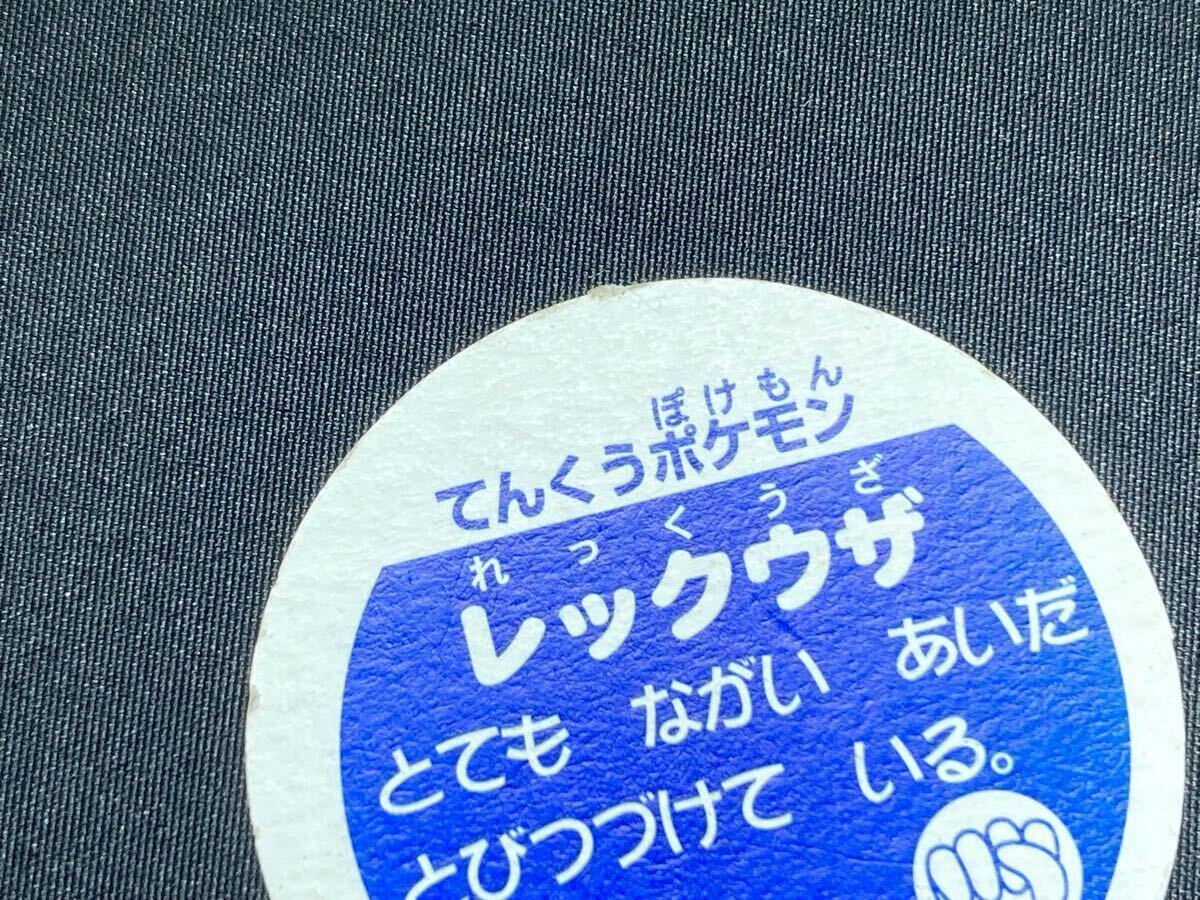 ぽけもん
てんくうポケモン
れっくうざ
レックウザ
とても ながい あいだ
とびつづけて いる。